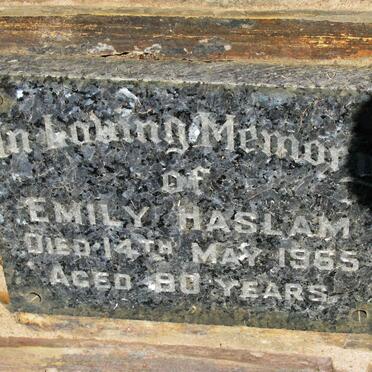 In Loving Memory
of
EMILY HASLAM
DIED 14TH MAY 1965
AGED 80 YEARS